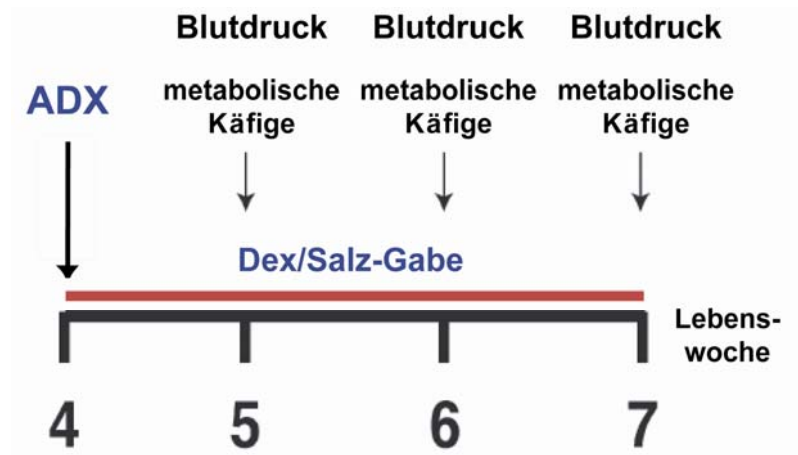 Blutdruck Blutdruck Blutdruck
ADX
metabolische metabolische metabolische
Käfige Käfige Käfige
Dex/Salz-Gabe
Lebens-
woche
4 5 6 7